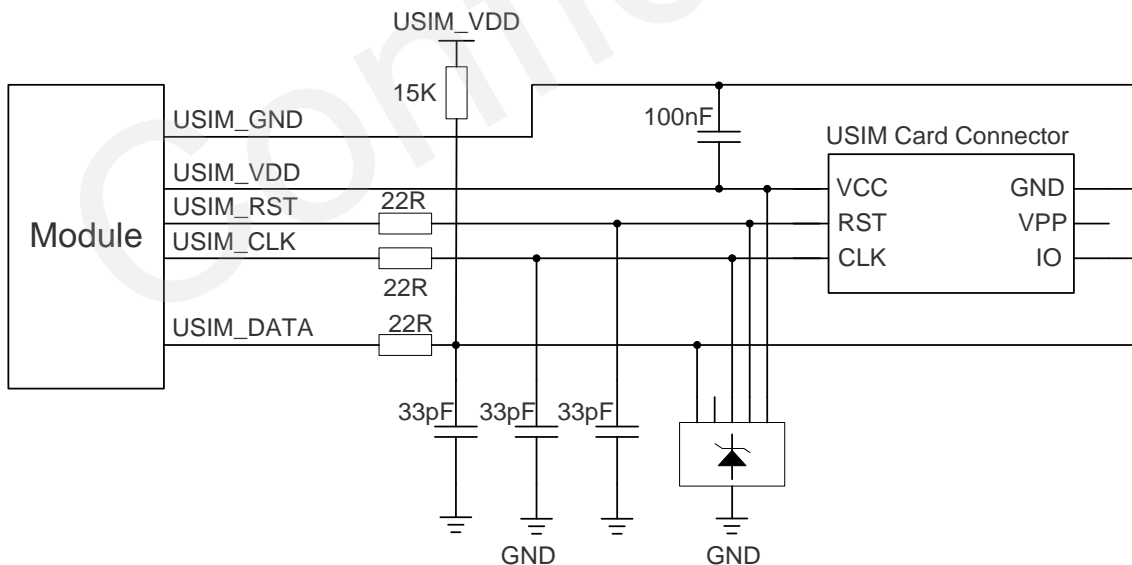 USIM_VDD
15K
100nF
USIM_GND
USIM Card Connector
USIM_VDD
VCC
GND
USIM_RST
22R
RST
VPP
Module
USIM_CLK
CLK
IO
22R
USIM_DATA
22R
33pF
33pF
33pF
GND
GND